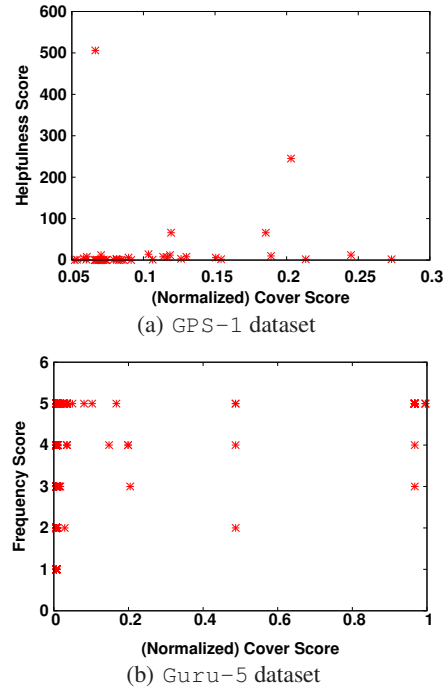 600
500
400
300
200
100
0
Helpfulness Score
0.05 0.1 0.15 0.2 0.25 0.3
(Normalized) Cover Score
(a) GPS-1 dataset
6
5
4
3
2
1
0
Frequency Score
0 0.2 0.4 0.6 0.8 1
(Normalized) Cover Score
(b) Guru-5 dataset